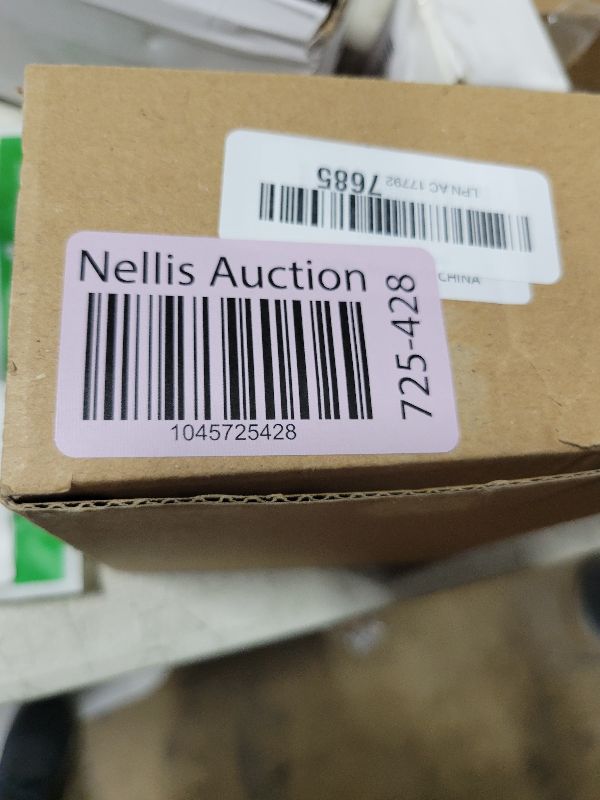 LPN AC 17792 7685
CHINA
Nellis Auction
1045725428
725-428